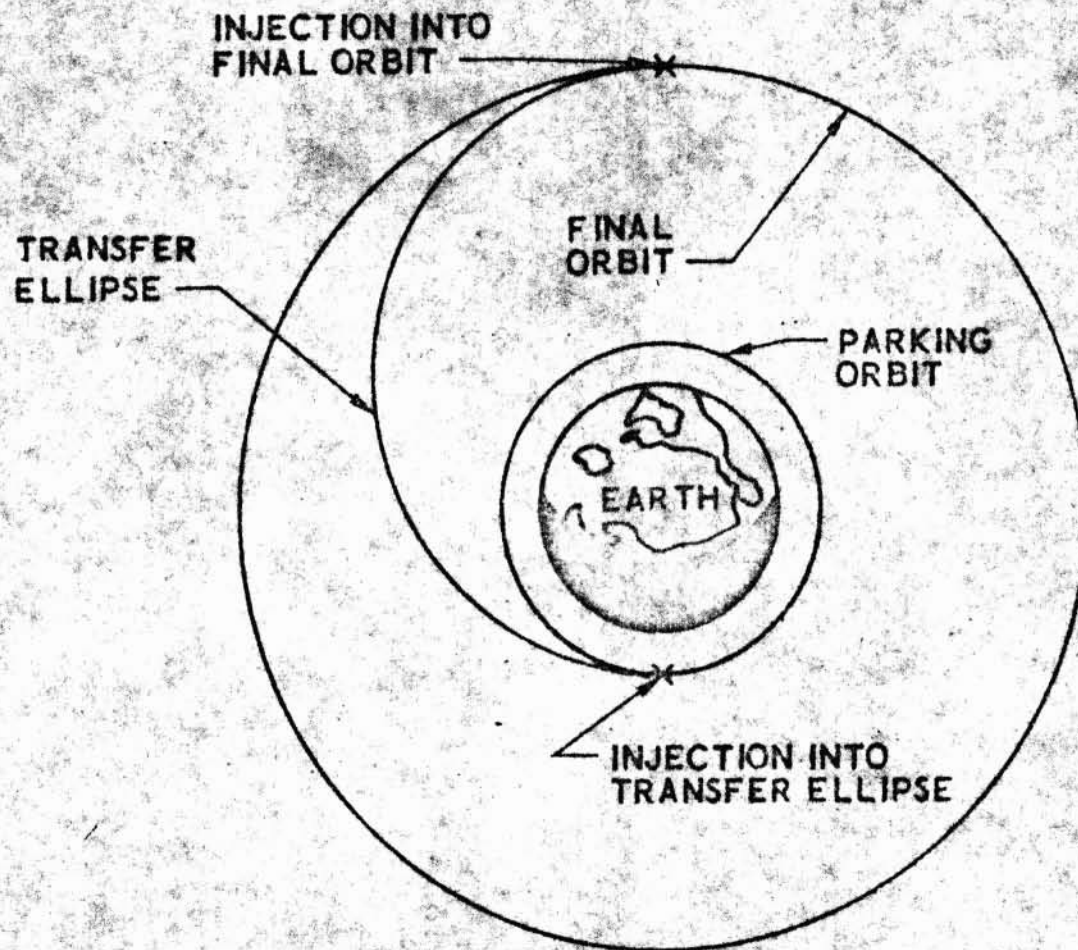 INJECTION INTO
FINAL ORBIT
TRANSFER
ELLIPSE
FINAL
ORBIT
PARKING
ORBIT
EARTH
INJECTION INTO
TRANSFER ELLIPSE